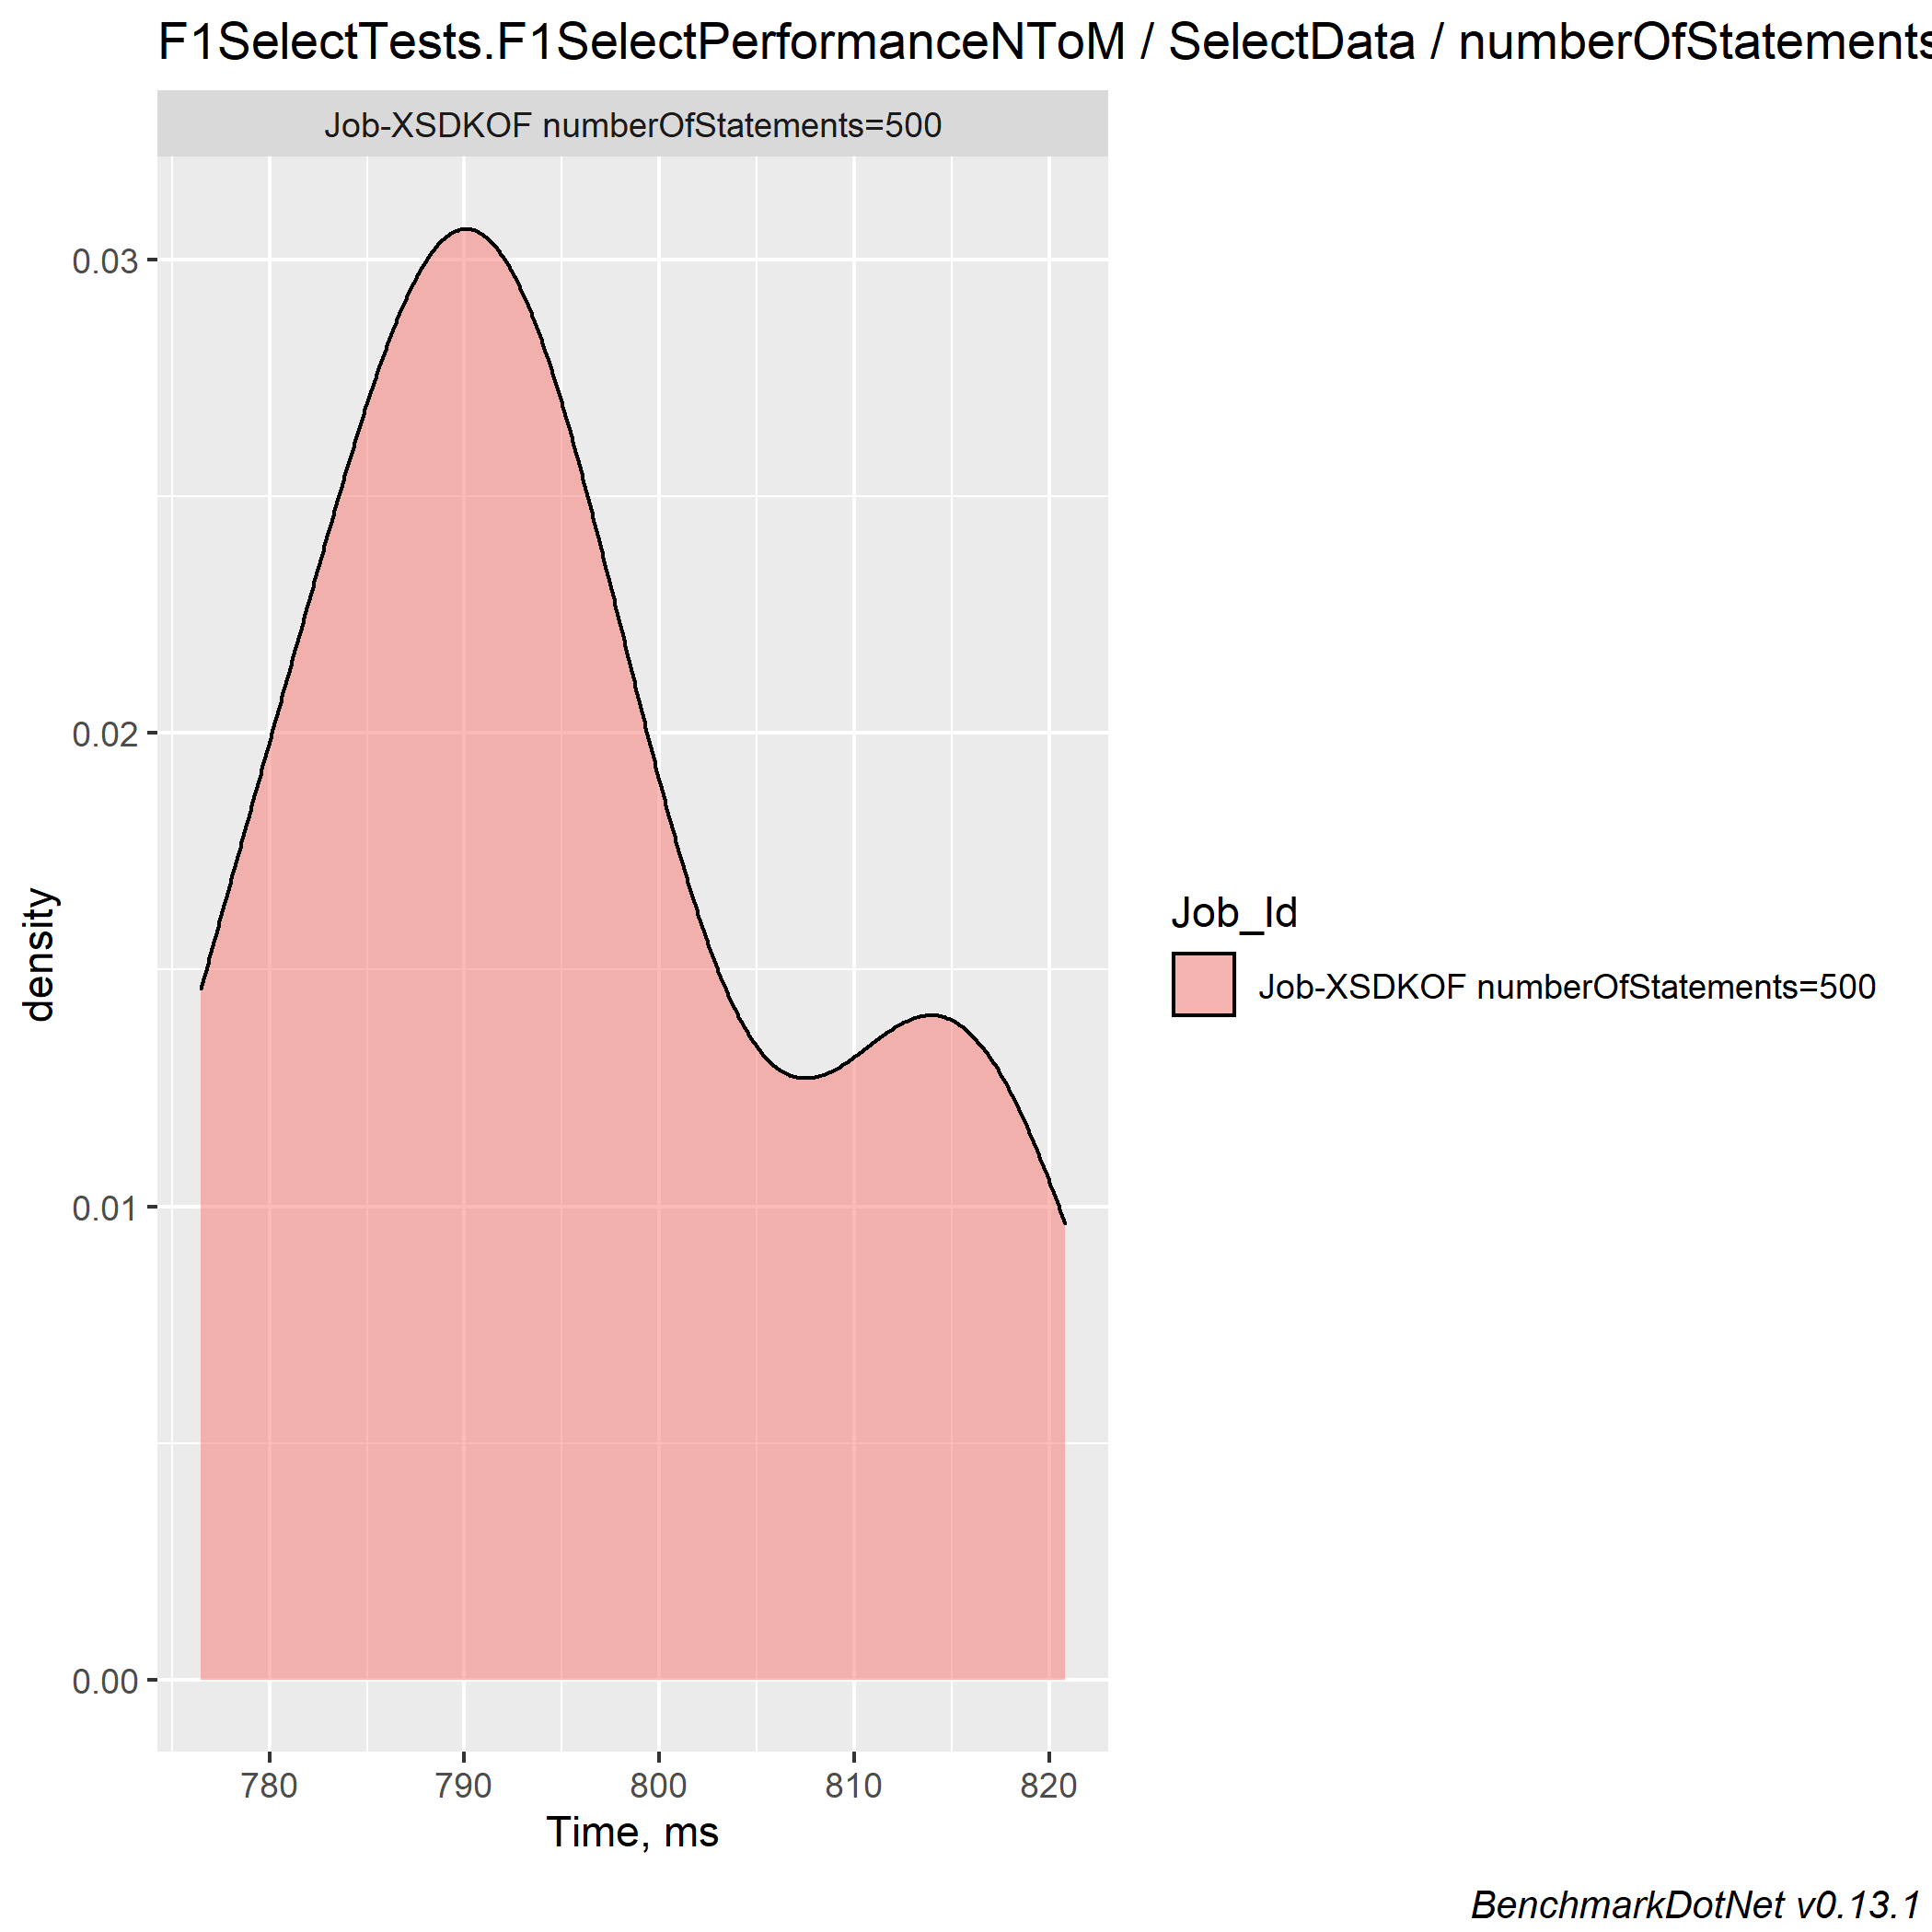 F1SelectTests.F1SelectPerformanceNToM / SelectData / numberOfStatements
Job-XSDKOF numberOfStatements=500
0.03
0.02
0.01
0.00
density
780 790 800 810 820
Time, ms
Job_Id
Job-XSDKOF numberOfStatements=500
BenchmarkDotNet v0.13.1